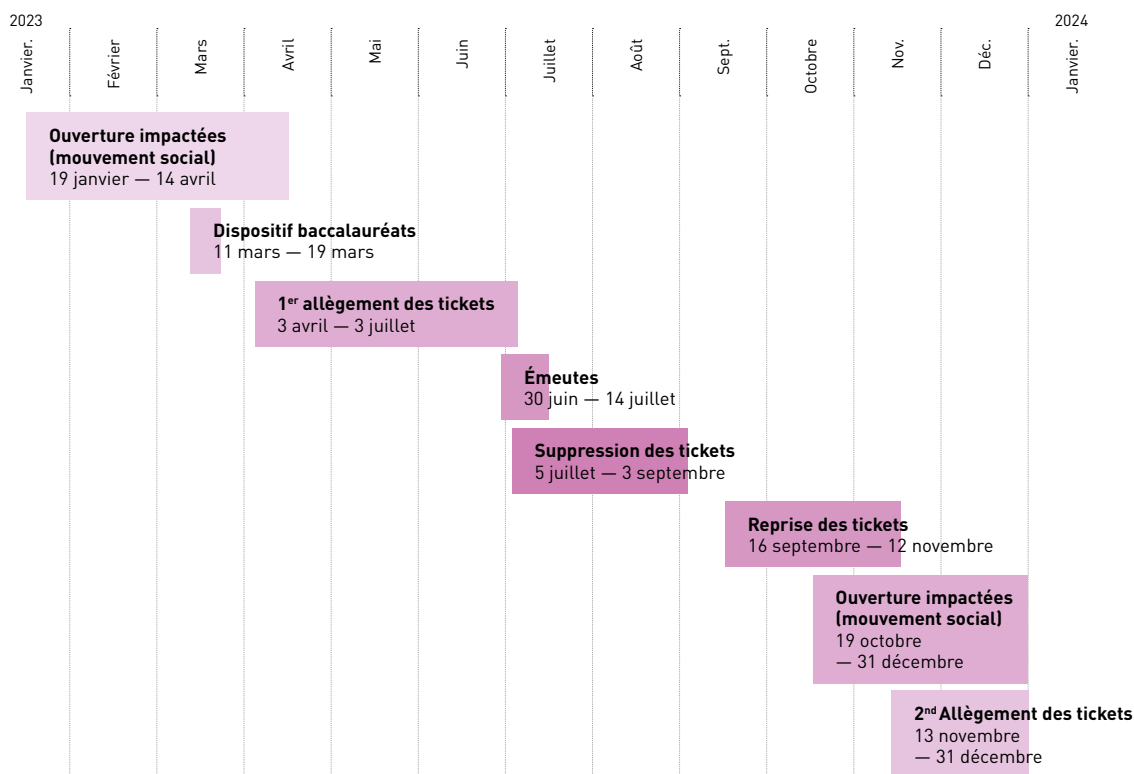 2023
2024
Janvier.
Février
Mars
Avril
Mai
Juin
Juillet
Août
Sept.
Octobre
Nov.
Déc.
Janvier.
Ouverture impactées
(mouvement social)
19 janvier — 14 avril
Dispositif baccalauréats
11 mars — 19 mars
1er allègement des tickets
3 avril — 3 juillet
Émeutes
30 juin — 14 juillet
Suppression des tickets
5 juillet — 3 septembre
Reprise des tickets
16 septembre — 12 novembre
Ouverture impactées
(mouvement social)
19 octobre
— 31 décembre
2nd Allègement des tickets
13 novembre
— 31 décembre